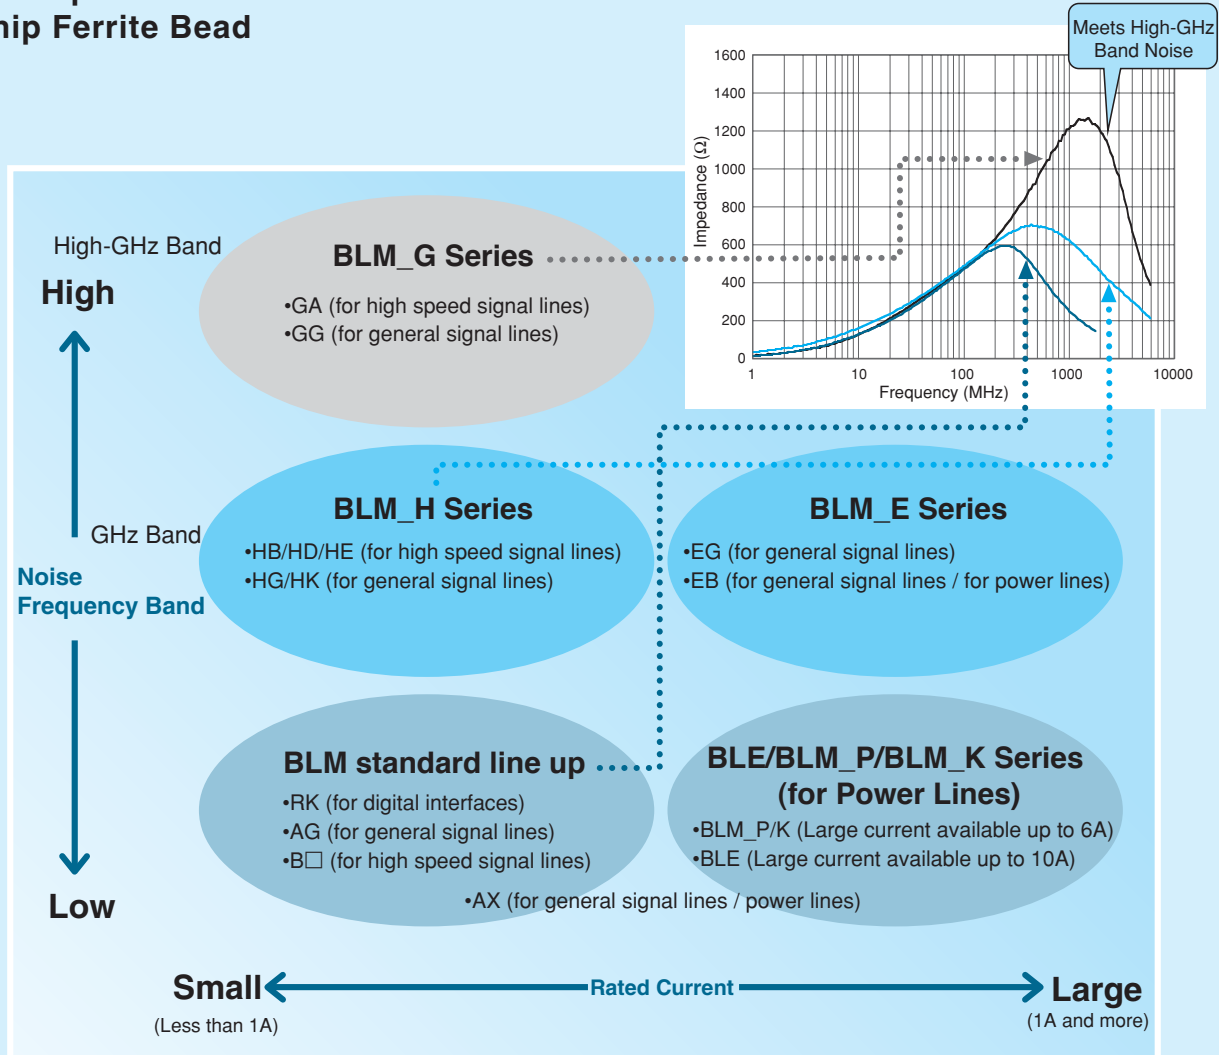 hip Ferrite Bead
Meets High-GHz
Band Noise
1600
1400
1200
1000
800
600
400
200
0
Impedance (Ω)
1
10
100
1000
10000
Frequency (MHz)
High-GHz Band
High
GHz Band
Noise
Frequency Band
Low
BLM_G Series
•GA (for high speed signal lines)
•GG (for general signal lines)
BLM_H Series
•HB/HD/HE (for high speed signal lines)
•HG/HK (for general signal lines)
BLM_E Series
•EG (for general signal lines)
•EB (for general signal lines / for power lines)
BLM standard line up
•RK (for digital interfaces)
•AG (for general signal lines)
•B□ (for high speed signal lines)
BLE/BLM_P/BLM_K Series
(for Power Lines)
•BLM_P/K (Large current available up to 6A)
•BLE (Large current available up to 10A)
•AX (for general signal lines / power lines)
Small
(Less than 1A)
Rated Current
Large
(1A and more)